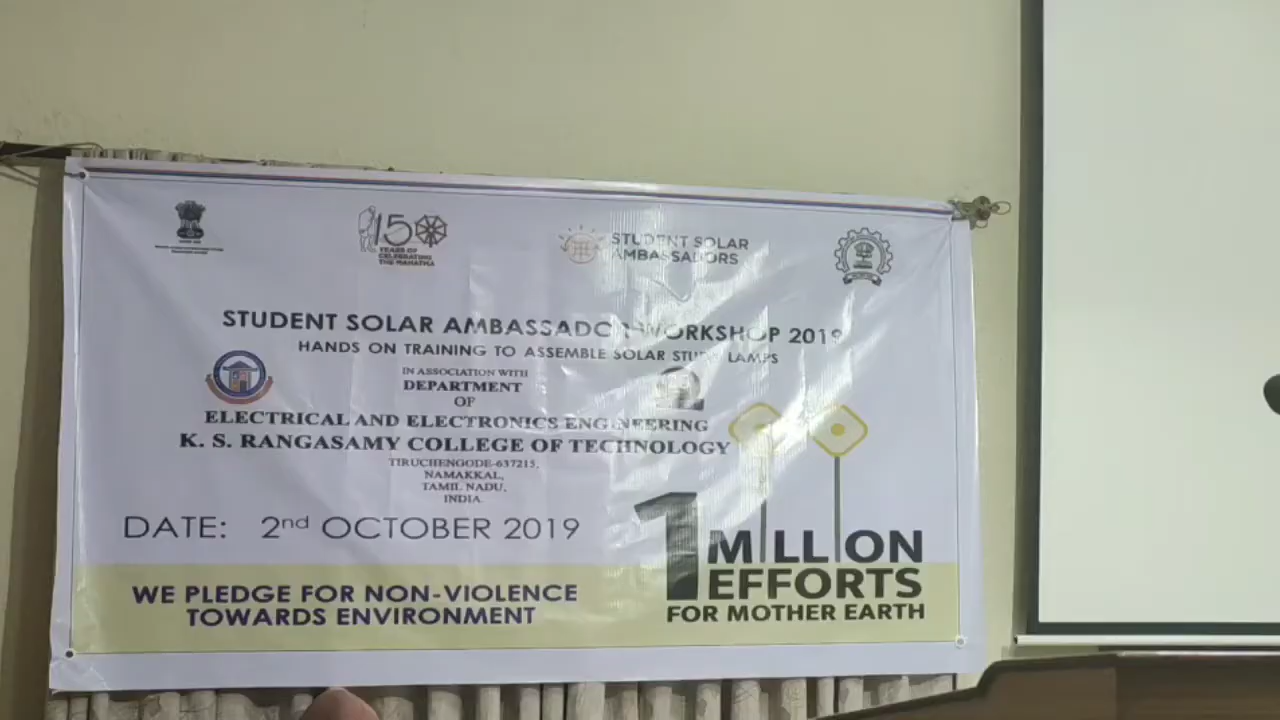 150
YEARS OF
CELEBRATING
THE MAHATMA
STUDENT SOLAR
AMBASSADORS
STUDENT SOLAR AMBASSADOR WORKSHOP 2019
HANDS ON TRAINING TO ASSEMBLE SOLAR STUDY LAMPS
IN ASSOCIATION WITH
DEPARTMENT
OF
ELECTRICAL AND ELECTRONICS ENGINEERING
K. S. RANGASAMY COLLEGE OF TECHNOLOGY
TIRUCHENGODE-637215,
NAMAKKAL,
TAMIL NADU,
INDIA.
DATE: 2nd OCTOBER 2019
WE PLEDGE FOR NON-VIOLENCE
TOWARDS ENVIRONMENT
1 MILLION
EFFORTS
FOR MOTHER EARTH